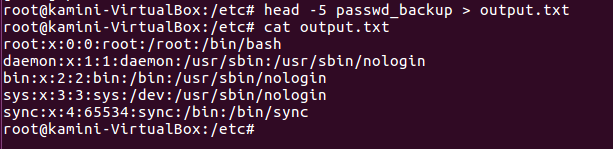 root@kamini-VirtualBox:/etc# head -5 passwd_backup > output.txt
root@kamini-VirtualBox:/etc# cat output.txt
root:x:0:0:root:/root:/bin/bash
daemon:x:1:1:daemon:/usr/sbin:/usr/sbin/nologin
bin:x:2:2:bin:/bin:/usr/sbin/nologin
sys:x:3:3:sys:/dev:/usr/sbin/nologin
sync:x:4:65534:sync:/bin:/bin/sync
root@kamini-VirtualBox:/etc#